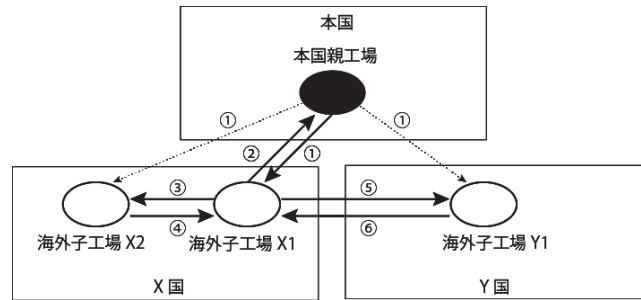 本国
本国親工場
①
①
②
①
③
⑤
④
⑥
海外子工場 X2
海外子工場 X1
海外子工場 Y1
X 国
Y 国